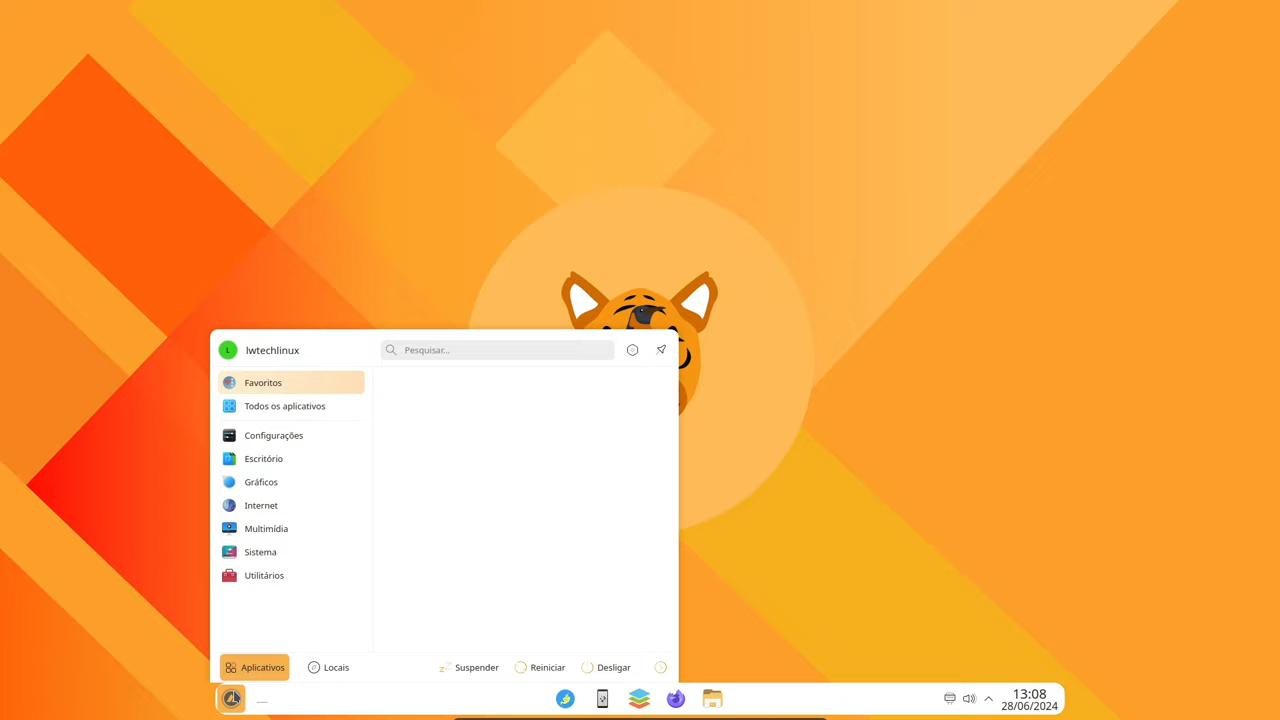 L lwtechlinux
Pesquisar...
Favoritos
Todos os aplicativos
Configurações
Escritório
Gráficos
Internet
Multimídia
Sistema
Utilitários
Aplicativos
Locais
Suspender
Reiniciar
Desligar
13:08
28/06/2024